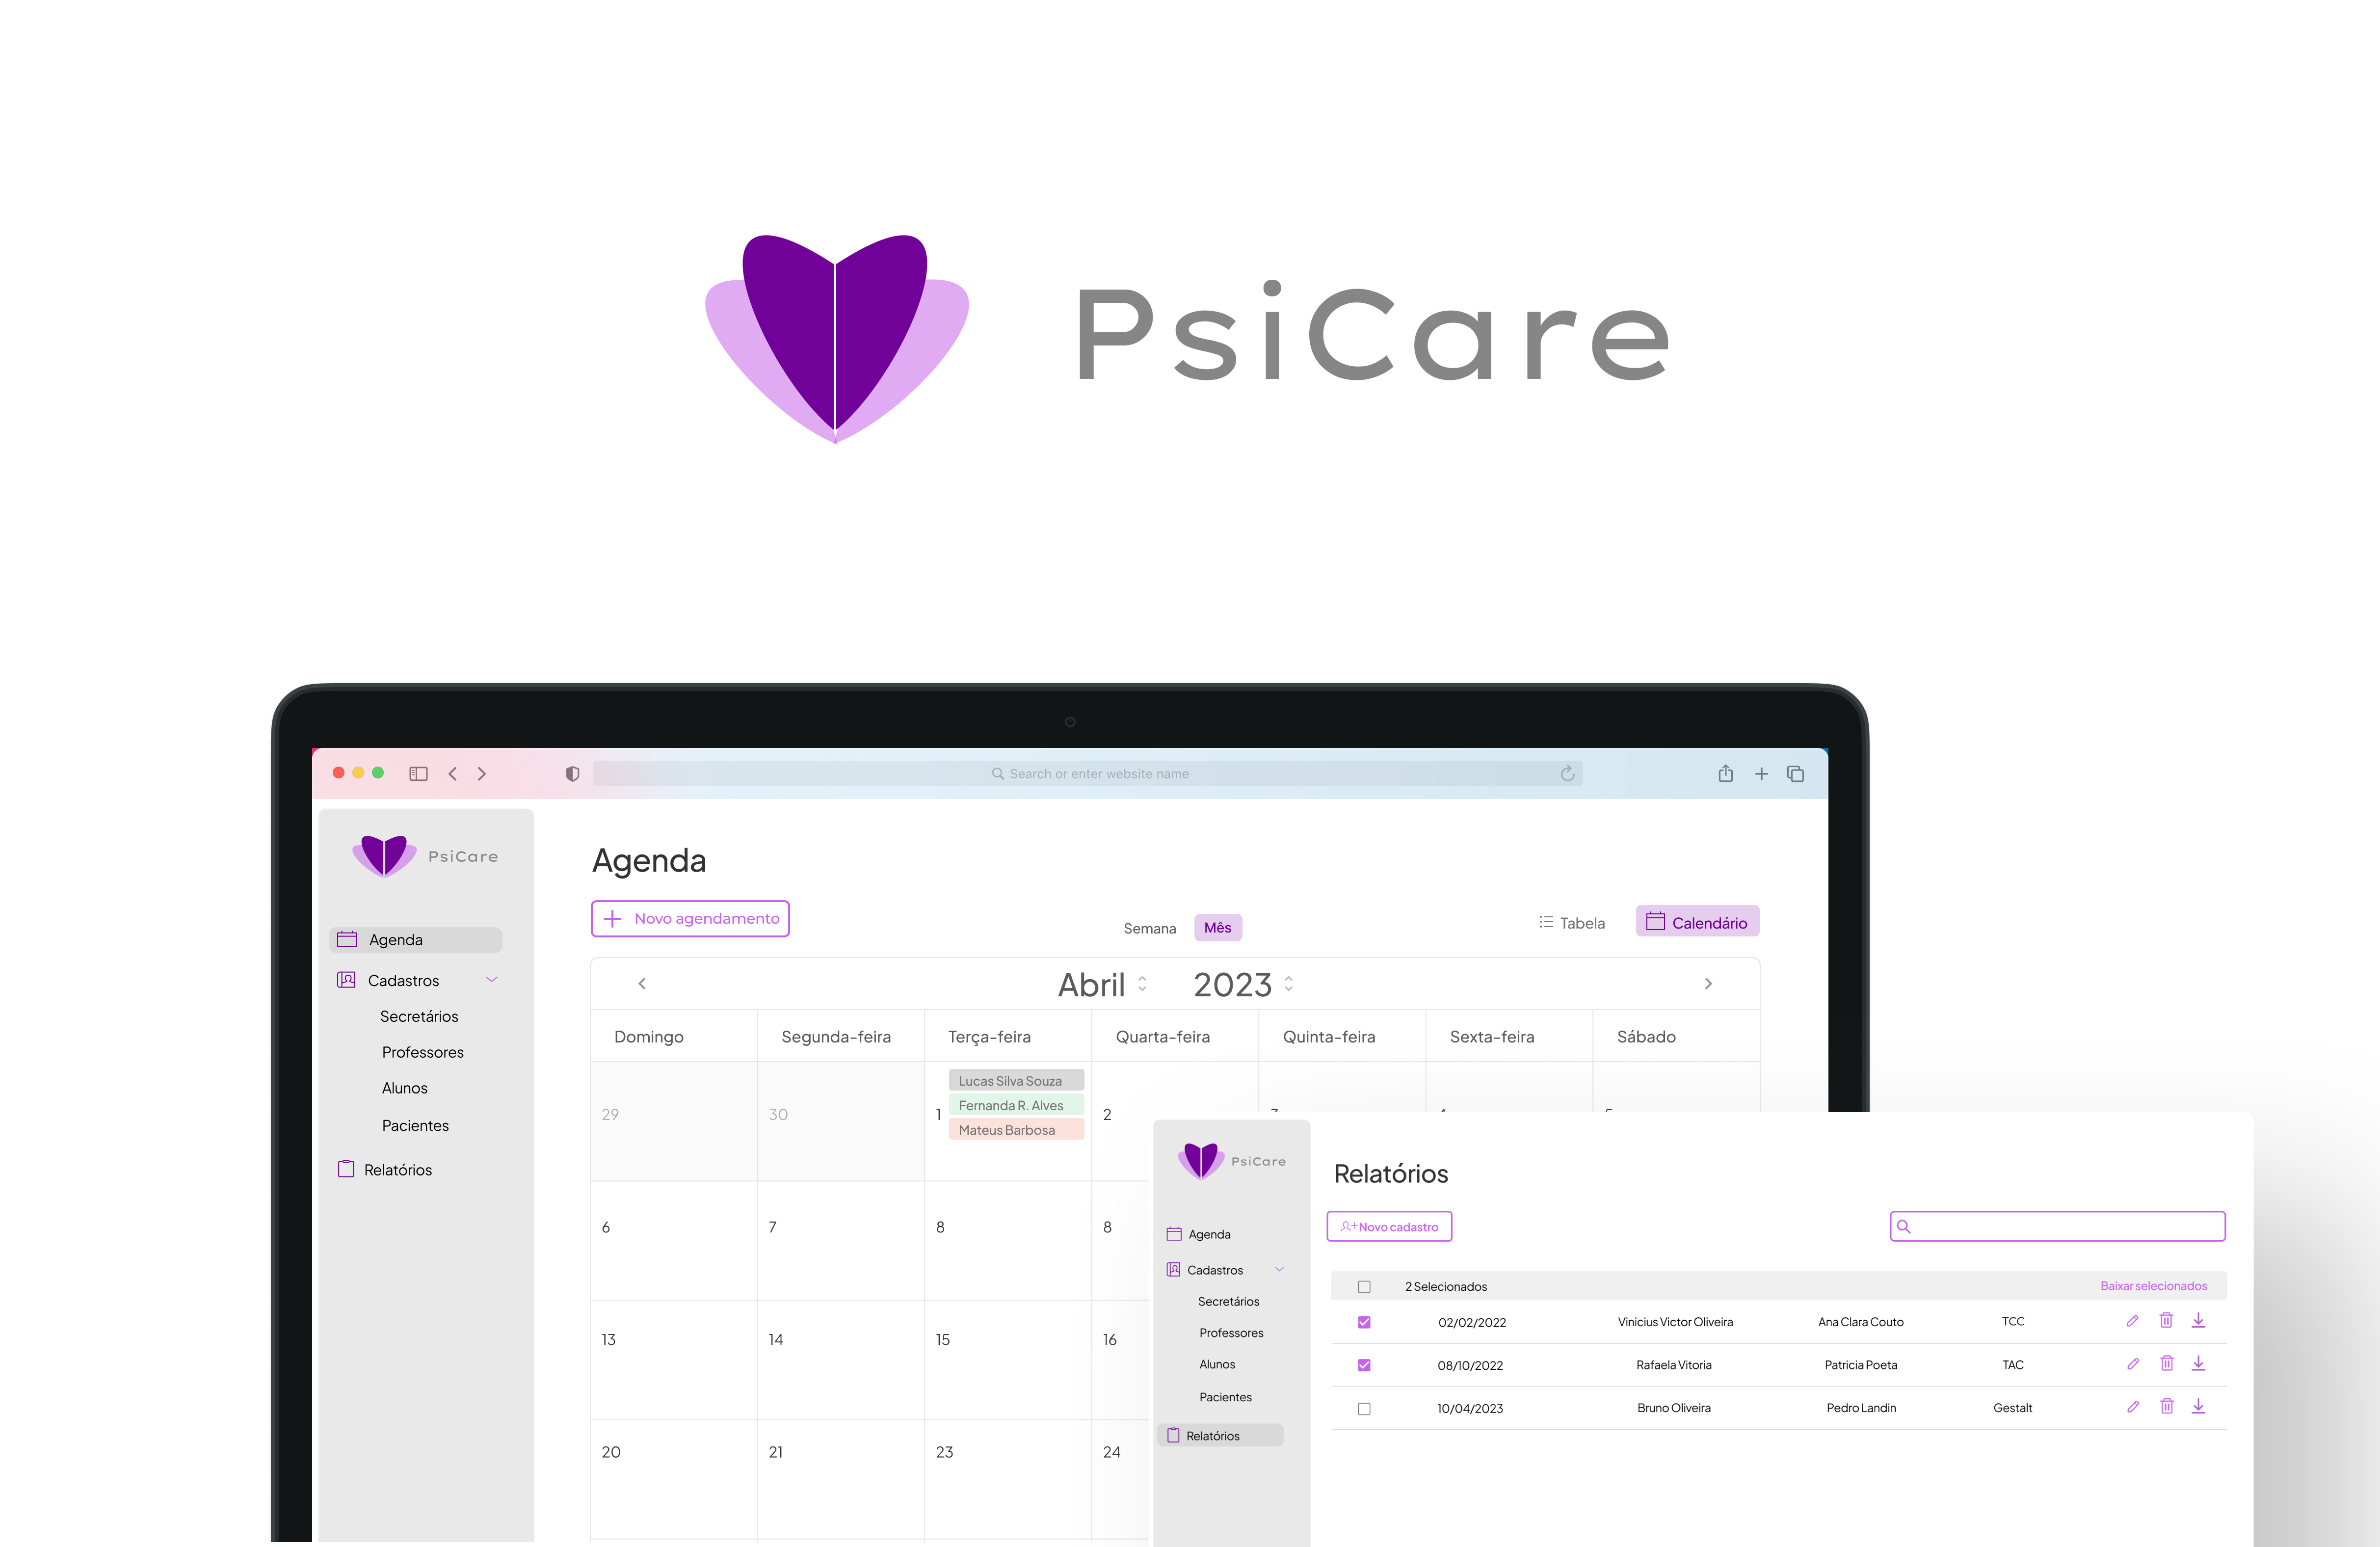 PsiCare
Search or enter website name
PsiCare
Agenda
Cadastros
Secretários
Professores
Alunos
Pacientes
Relatórios
Agenda
Novo agendamento
Semana Mês
Tabela Calendário
Abril 2023
Domingo Segunda-feira Terça-feira Quarta-feira Quinta-feira Sexta-feira Sábado
29 30 1 2
Lucas Silva Souza
Fernanda R. Alves
Mateus Barbosa
6 7 8 8
13 14 15 16
20 21 23 24
PsiCare
Agenda
Cadastros
Secretários
Professores
Alunos
Pacientes
Relatórios
Relatórios
Novo cadastro
2 Selecionados Baixar selecionados
02/02/2022 Vinicius Victor Oliveira Ana Clara Couto TCC
08/10/2022 Rafaela Vitoria Patricia Poeta TAC
10/04/2023 Bruno Oliveira Pedro Landin Gestalt